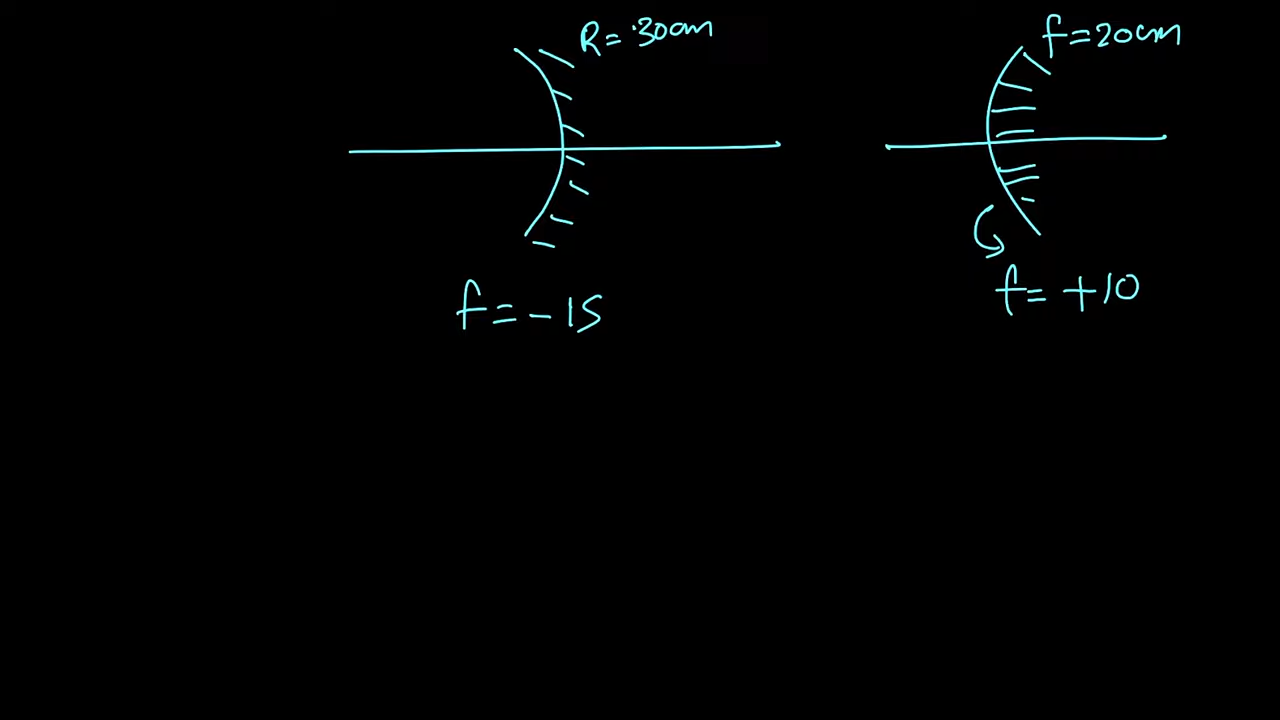 R = 30cm
f = 20cm
f = - 15
f = + 10